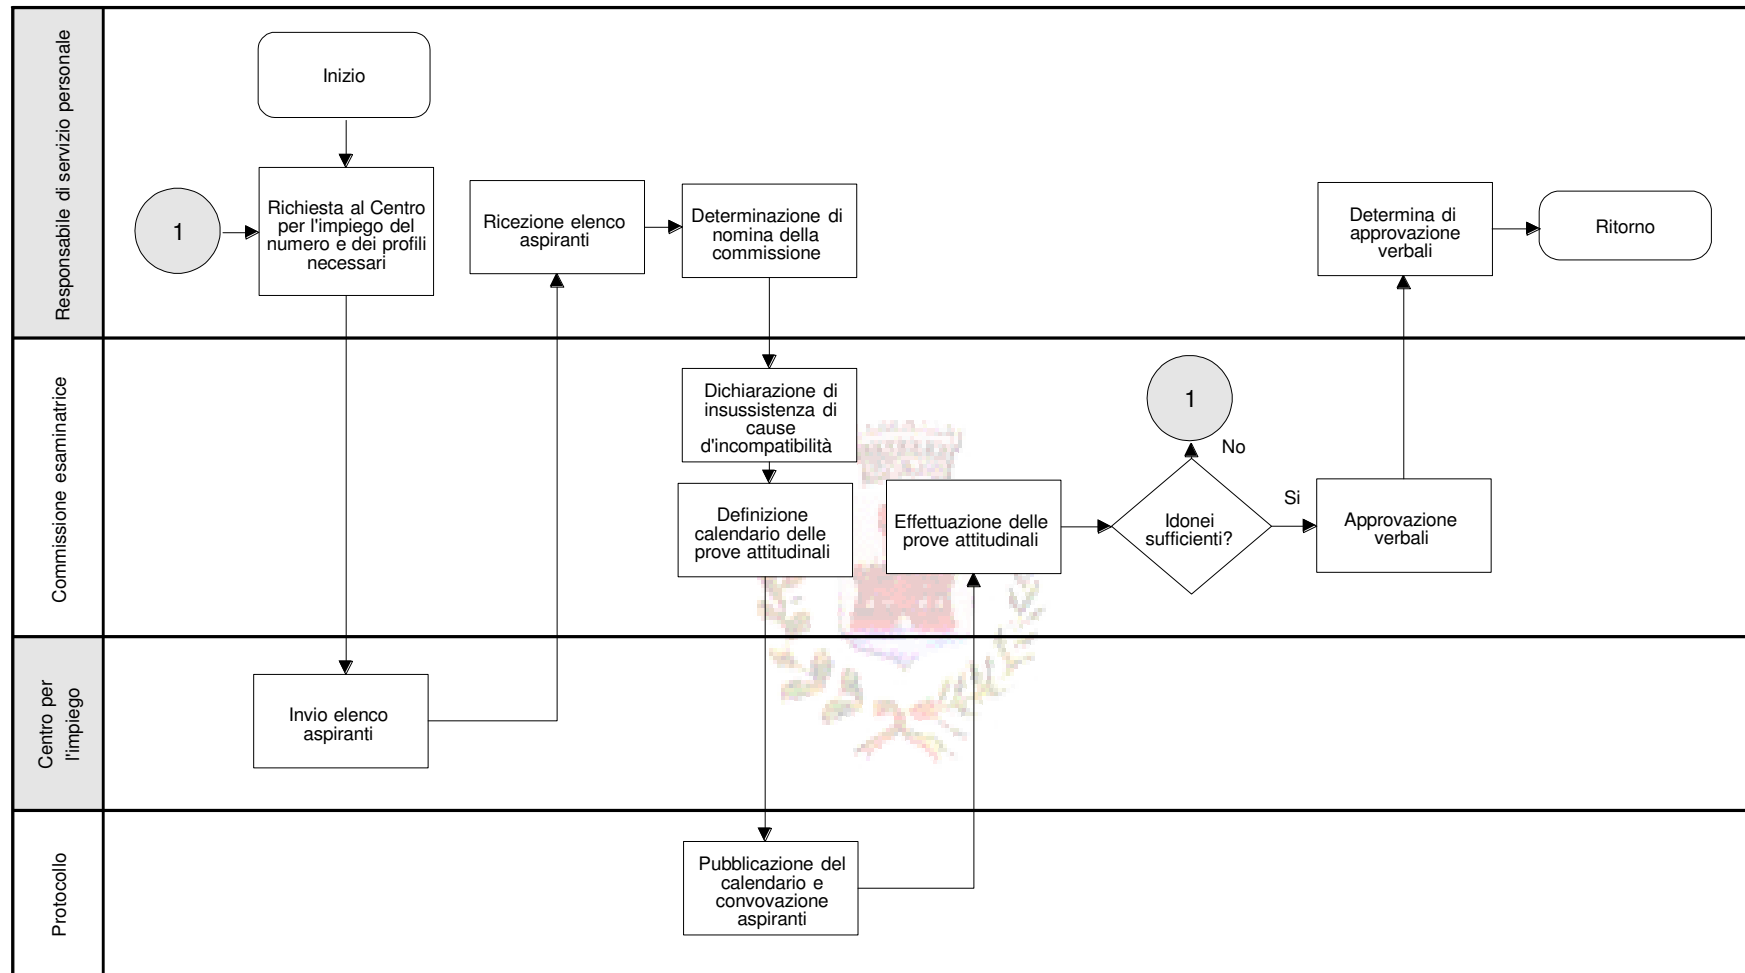 Responsabile di servizio personale
Inizio
1
Richiesta al Centro
per l'impiego del
numero e dei profili
necessari
Ricezione elenco
aspiranti
Determinazione di
nomina della
commissione
Determina di
approvazione
verbali
Ritorno
Commissione esaminatrice
Dichiarazione di
insussistenza di
cause
d'incompatibilità
Definizione
calendario delle
prove attitudinali
Effettuazione delle
prove attitudinali
1
No
Idonei
sufficienti?
Si
Approvazione
verbali
Centro per
l'impiego
Invio elenco
aspiranti
Protocollo
Pubblicazione del
calendario e
convovazione
aspiranti